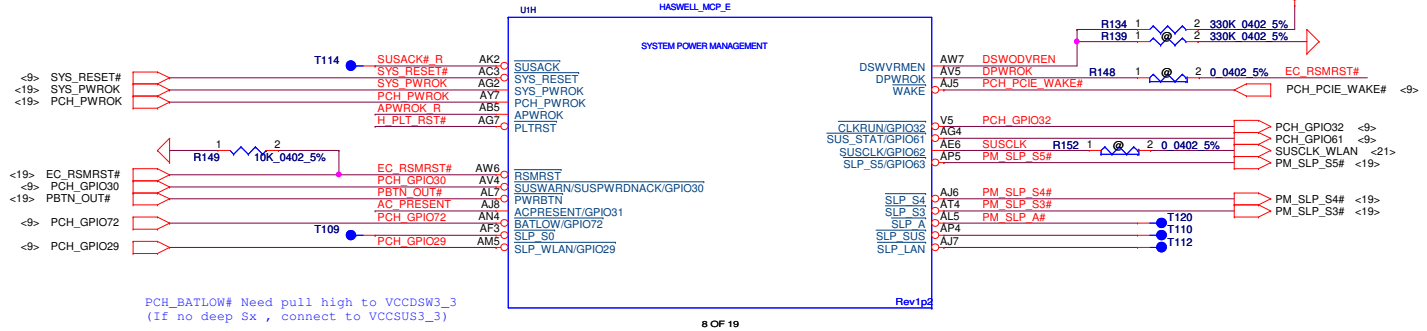 U1H
HASWELL_MCP_E
SYSTEM POWER MANAGEMENT
R134 1 2 330K_0402_5%
R139 1 @ 2 330K_0402_5%
T114 SUSACK#_R AK2 SUSACK
<9> SYS_RESET# SYS_RESET# AC3 SYS_RESET
<19> SYS_PWROK SYS_PWROK AG2 SYS_PWROK
<19> PCH_PWROK PCH_PWROK AY7 PCH_PWROK
APWROK_R AB5 APWROK
H_PLT_RST# AG7 PLTRST
DSWVRMEN AW7 DSWODVREN
DPWROK AV5 DPWROK R148 1 @ 2 0_0402_5% EC_RSMRST#
WAKE AJ5 PCH_PCIE_WAKE# PCH_PCIE_WAKE# <9>
CLKRUN/GPIO32 V5 PCH_GPIO32 PCH_GPIO32 <9>
SUS_STAT/GPIO61 AG4 PCH_GPIO61 <9>
SUSCLK/GPIO62 AE6 SUSCLK R152 1 @ 2 0_0402_5% SUSCLK_WLAN <21>
SLP_S5/GPIO63 AP5 PM_SLP_S5# PM_SLP_S5# <19>
R149 1 2 10K_0402_5%
<19> EC_RSMRST# EC_RSMRST# AW6 RSMRST
<9> PCH_GPIO30 PCH_GPIO30 AV4 SUSWARN/SUSPWRDNACK/GPIO30
<19> PBTN_OUT# PBTN_OUT# AL7 PWRBTN
AC_PRESENT AJ8 ACPRESENT/GPIO31
<9> PCH_GPIO72 PCH_GPIO72 AN4 BATLOW/GPIO72
T109 AF3 SLP_S0
<9> PCH_GPIO29 PCH_GPIO29 AM5 SLP_WLAN/GPIO29
SLP_S4 AJ6 PM_SLP_S4# PM_SLP_S4# <19>
SLP_S3 AT4 PM_SLP_S3# PM_SLP_S3# <19>
SLP_A AL5 PM_SLP_A# T120
SLP_SUS AP4 T110
SLP_LAN AJ7 T112
PCH_BATLOW# Need pull high to VCCDSW3_3
(If no deep Sx , connect to VCCSUS3_3)
Rev1p2
8 OF 19